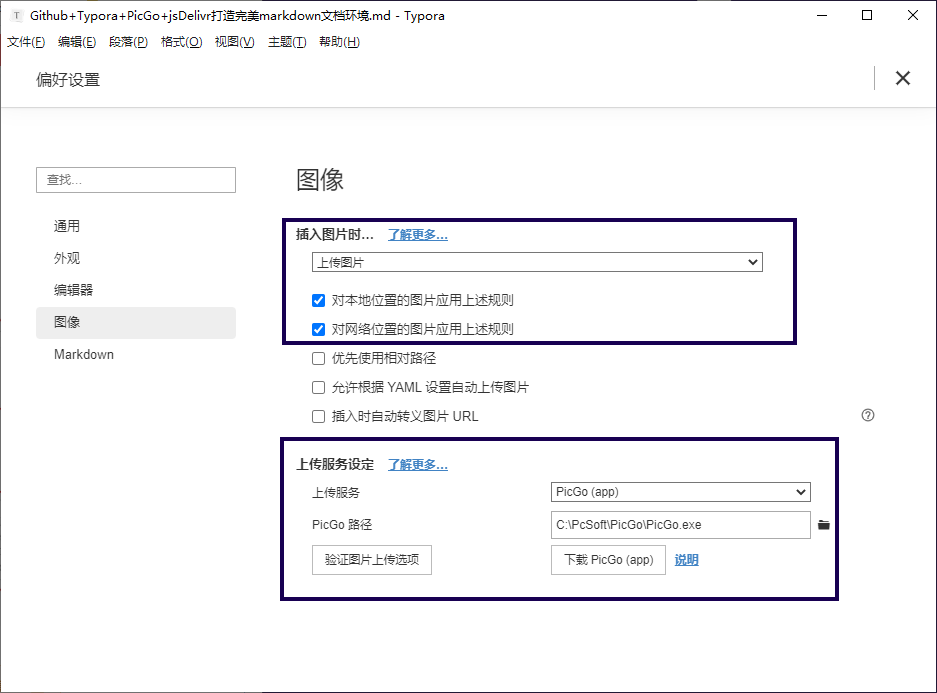 T Github+Typora+PicGo+jsDelivr打造完美markdown文档环境.md - Typora
文件(F) 编辑(E) 段落(P) 格式(O) 视图(V) 主题(T) 帮助(H)
偏好设置
查找...
通用
外观
编辑器
图像
Markdown
图像
插入图片时... 了解更多...
上传图片
对本地位置的图片应用上述规则
对网络位置的图片应用上述规则
优先使用相对路径
允许根据 YAML 设置自动上传图片
插入时自动转义图片 URL
上传服务设定 了解更多...
上传服务 PicGo (app)
PicGo 路径 C:\PcSoft\PicGo\PicGo.exe
验证图片上传选项 下载 PicGo (app) 说明